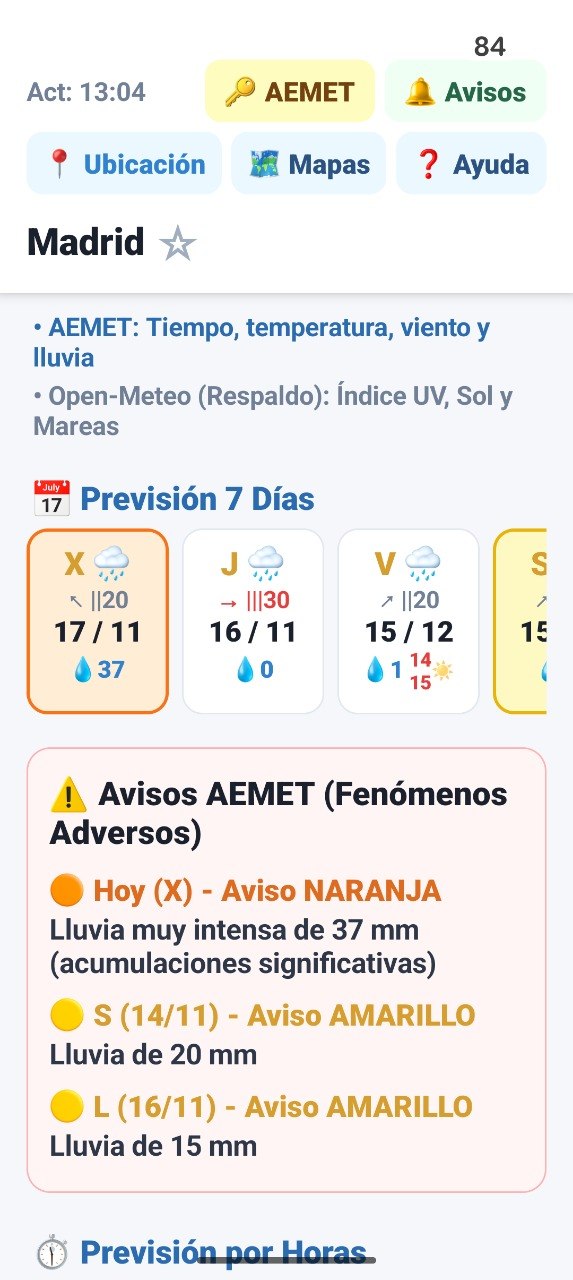 84
Act: 13:04
🔑 AEMET
🔔 Avisos
📍 Ubicación
🗺️ Mapas
❓ Ayuda
Madrid ☆
• AEMET: Tiempo, temperatura, viento y
lluvia
• Open-Meteo (Respaldo): Índice UV, Sol y
Mareas
📅 Previsión 7 Días
X 🌧️
↖ ||20
17 / 11
💧37
J 🌧️
→ |||30
16 / 11
💧0
V 🌧️
↗ ||20
15 / 12
💧1 14
15 ☀️
S
↗
15
⚠️ Avisos AEMET (Fenómenos
Adversos)
🟠 Hoy (X) - Aviso NARANJA
Lluvia muy intensa de 37 mm
(acumulaciones significativas)
🟡 S (14/11) - Aviso AMARILLO
Lluvia de 20 mm
🟡 L (16/11) - Aviso AMARILLO
Lluvia de 15 mm
⏱️ Previsión por Horas